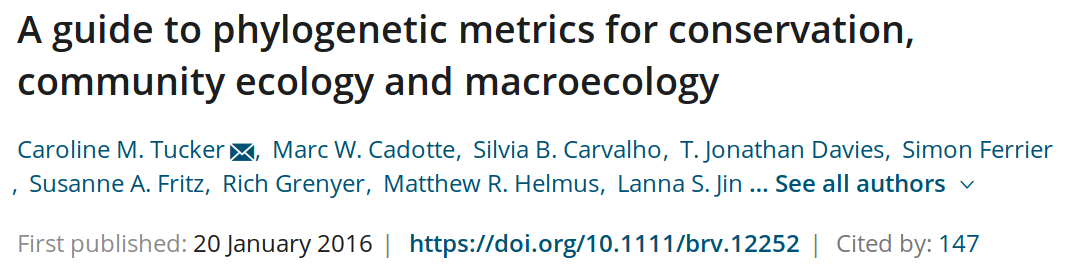 A guide to phylogenetic metrics for conservation,
community ecology and macroecology
Caroline M. Tucker, Marc W. Cadotte, Silvia B. Carvalho, T. Jonathan Davies, Simon Ferrier
, Susanne A. Fritz, Rich Grenyer, Matthew R. Helmus, Lanna S. Jin ... See all authors
First published: 20 January 2016 | https://doi.org/10.1111/brv.12252 | Cited by: 147